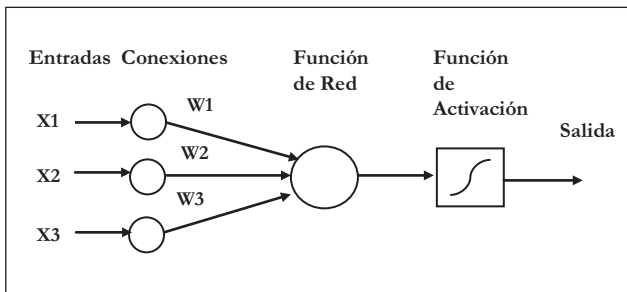 Entradas Conexiones
Función
de Red
Función
de
Activación
Salida
W1
X1
W2
X2
W3
X3